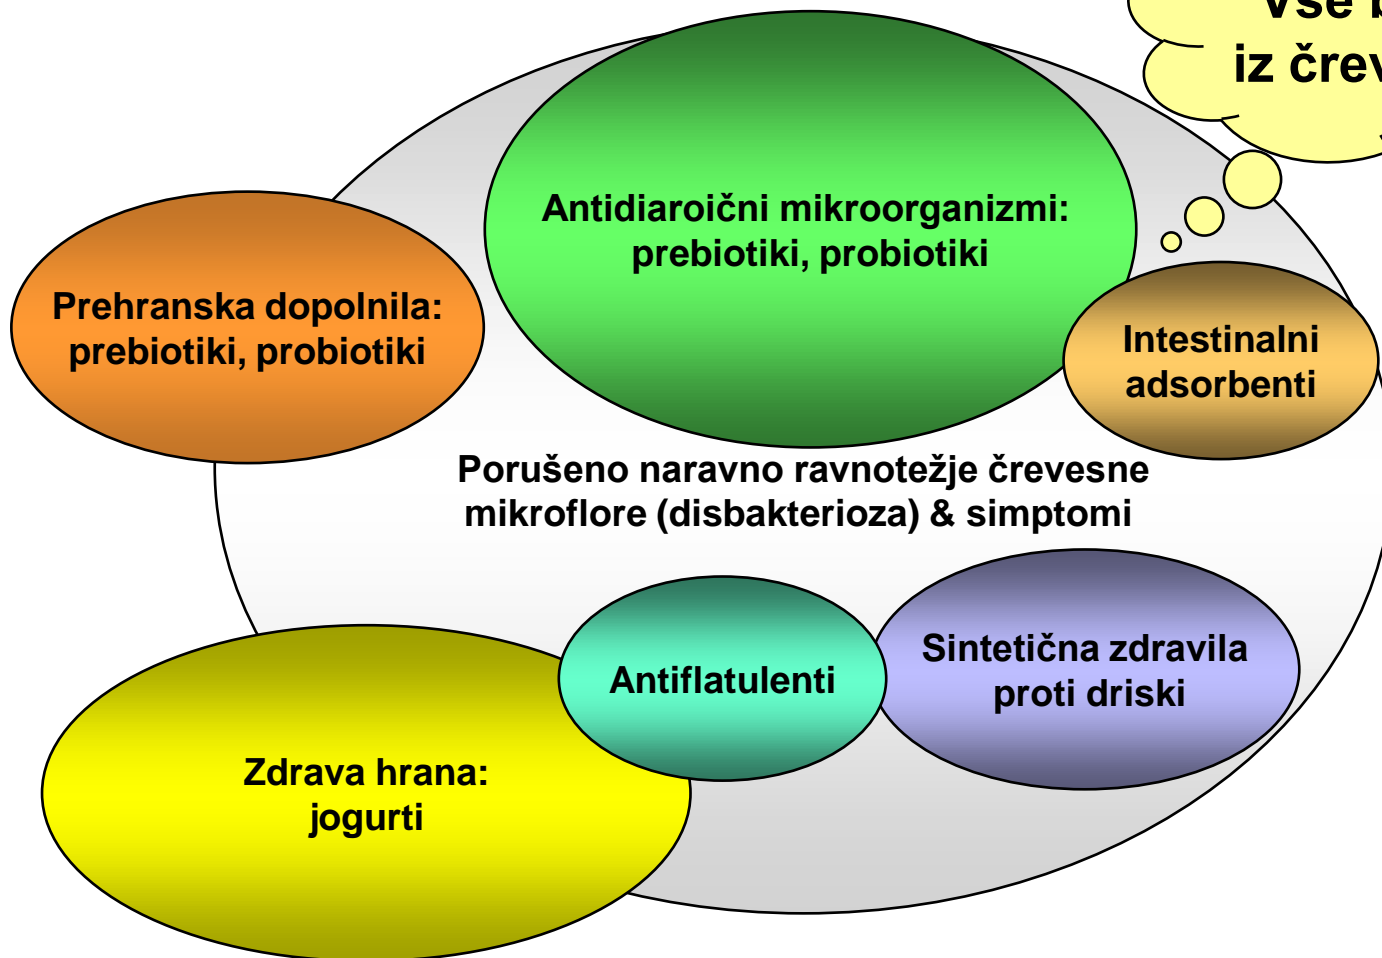 Vse
iz
Antidiaroični mikroorganizmi:
prebiotiki, probiotiki
Prehranska dopolnila:
prebiotiki, probiotiki
Intestinalni
adsorbenti
Porušeno naravno ravnotežje črevesne
mikroflore (disbakterioza) & simptomi
Sintetična zdravila
proti driski
Antiflatulenti
Zdrava hrana:
jogurti